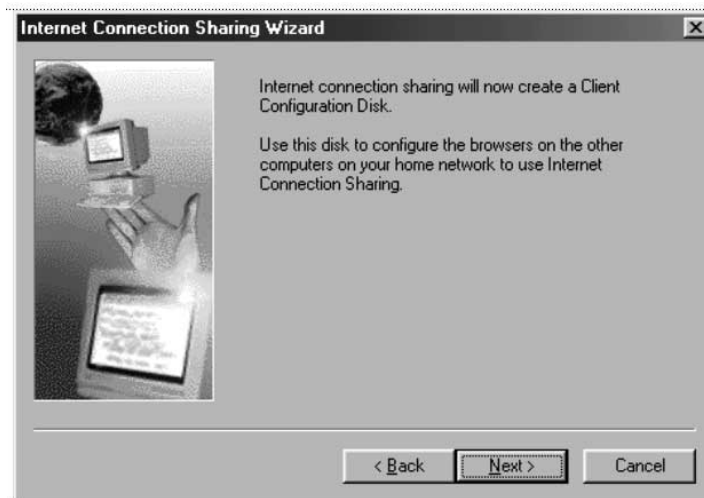 Internet Connection Sharing Wizard
Internet connection sharing will now create a Client
Configuration Disk.
Use this disk to configure the browsers on the other
computers on your home network to use Internet
Connection Sharing.
< Back
Next >
Cancel